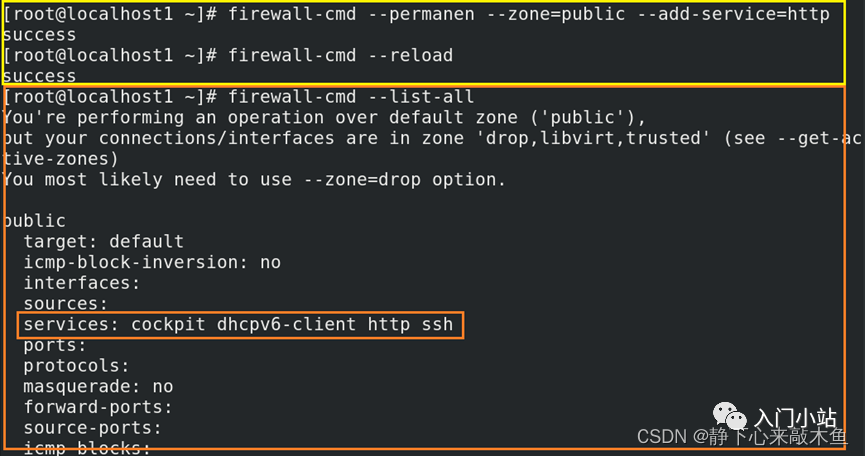 [root@localhost1 ~]# firewall-cmd --permanen --zone=public --add-service=http
success
[root@localhost1 ~]# firewall-cmd --reload
success
[root@localhost1 ~]# firewall-cmd --list-all
You're performing an operation over default zone ('public'),
but your connections/interfaces are in zone 'drop,libvirt,trusted' (see --get-ac
tive-zones)
You most likely need to use --zone=drop option.
public
target: default
icmp-block-inversion: no
interfaces:
sources:
services: cockpit dhcpv6-client http ssh
ports:
protocols:
masquerade: no
forward-ports:
source-ports:
icmp-blocks:
入门小站
CSDN @静下心来敲木鱼